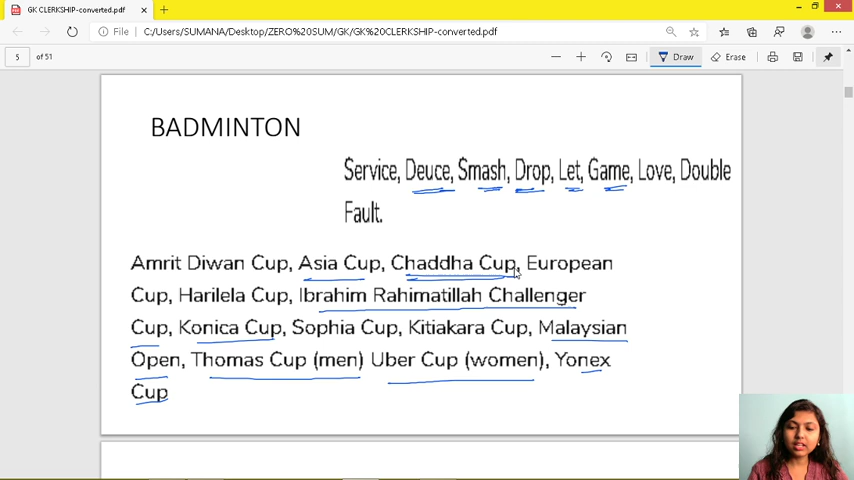 GK CLERKSHIP-converted.pdf
File C:/Users/SUMANA/Desktop/ZERO%20SUM/GK/GK%20CLERKSHIP-converted.pdf
5 of 51 Draw Erase
BADMINTON
Service, Deuce, Smash, Drop, Let, Game, Love, Double
Fault.
Amrit Diwan Cup, Asia Cup, Chaddha Cup, European
Cup, Harilela Cup, Ibrahim Rahimatillah Challenger
Cup, Konica Cup, Sophia Cup, Kitiakara Cup, Malaysian
Open, Thomas Cup (men) Uber Cup (women), Yonex
Cup